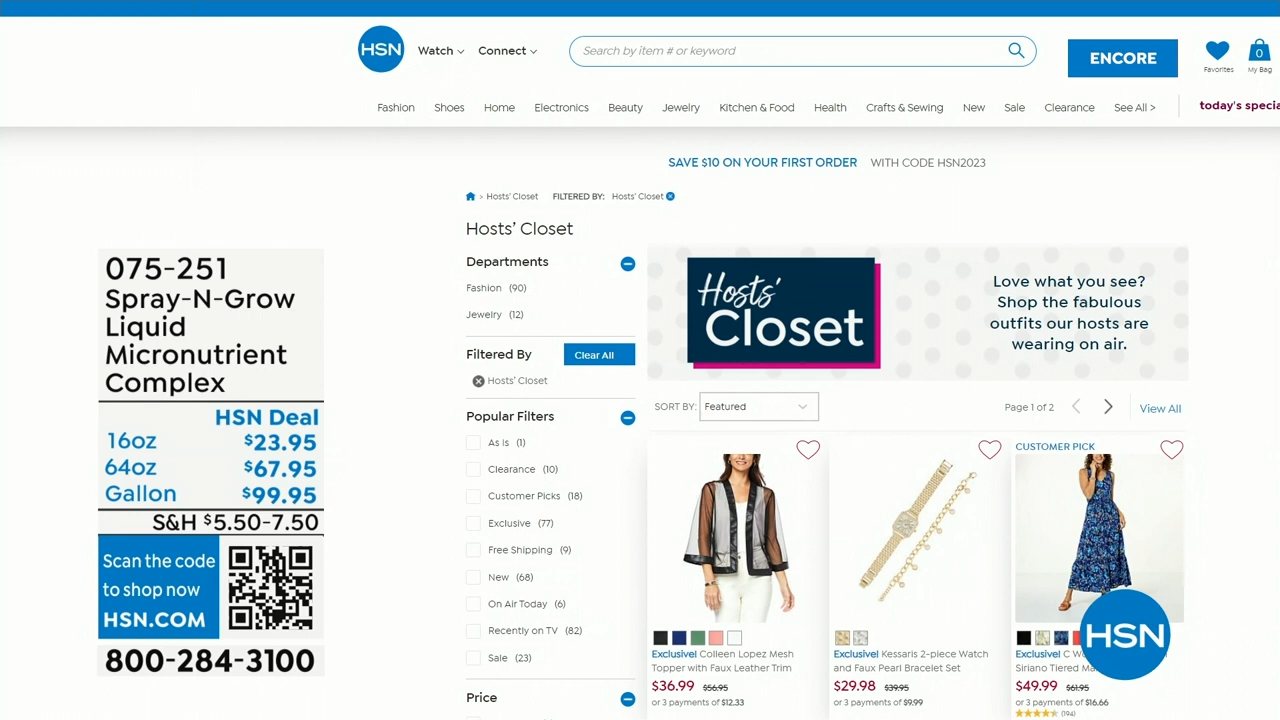 HSN
Watch
Connect
Search by item # or keyword
ENCORE
Favorites
0
My Bag
Fashion
Shoes
Home
Electronics
Beauty
Jewelry
Kitchen & Food
Health
Crafts & Sewing
New
Sale
Clearance
See All >
today's specia
SAVE $10 ON YOUR FIRST ORDER WITH CODE HSN2023
> Hosts' Closet FILTERED BY: Hosts' Closet
Hosts' Closet
Departments
Fashion (90)
Jewelry (12)
Filtered By
Clear All
Hosts' Closet
Popular Filters
As Is (1)
Clearance (10)
Customer Picks (18)
Exclusive (77)
Free Shipping (9)
New (68)
On Air Today (6)
Recently on TV (82)
Sale (23)
Price
Hosts'
Closet
Love what you see?
Shop the fabulous
outfits our hosts are
wearing on air.
SORT BY: Featured
Page 1 of 2
View All
Exclusive! Colleen Lopez Mesh
Topper with Faux Leather Trim
$36.99 $56.95
or 3 payments of $12.33
Exclusive! Kessaris 2-piece Watch
and Faux Pearl Bracelet Set
$29.98 $39.95
or 3 payments of $9.99
CUSTOMER PICK
Exclusive! C W
Siriano Tiered Ma
$49.99 $61.95
or 3 payments of $16.66
(194)
HSN
075-251
Spray-N-Grow
Liquid
Micronutrient
Complex
HSN Deal
16oz $23.95
64oz $67.95
Gallon $99.95
S&H $5.50-7.50
Scan the code
to shop now
HSN.COM
800-284-3100